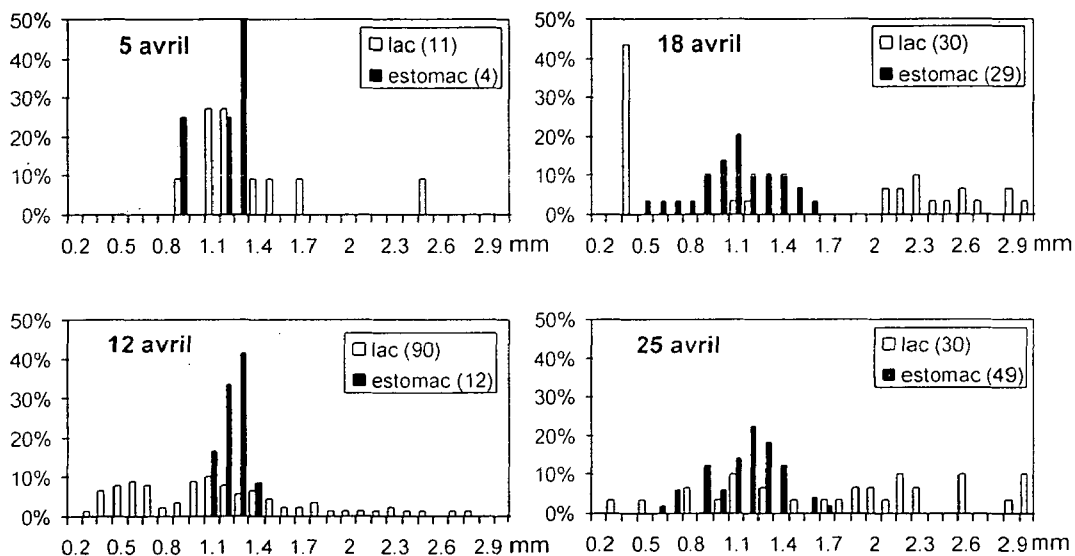 5 avril
lac (11)
estomac (4)
50%
40%
30%
20%
10%
0%
0.2 0.5 0.8 1.1 1.4 1.7 2 2.3 2.6 2.9 mm
18 avril
lac (30)
estomac (29)
50%
40%
30%
20%
10%
0%
0.2 0.5 0.8 1.1 1.4 1.7 2 2.3 2.6 2.9 mm
12 avril
lac (90)
estomac (12)
50%
40%
30%
20%
10%
0%
0.2 0.5 0.8 1.1 1.4 1.7 2 2.3 2.6 2.9 mm
25 avril
lac (30)
estomac (49)
50%
40%
30%
20%
10%
0%
0.2 0.5 0.8 1.1 1.4 1.7 2 2.3 2.6 2.9 mm